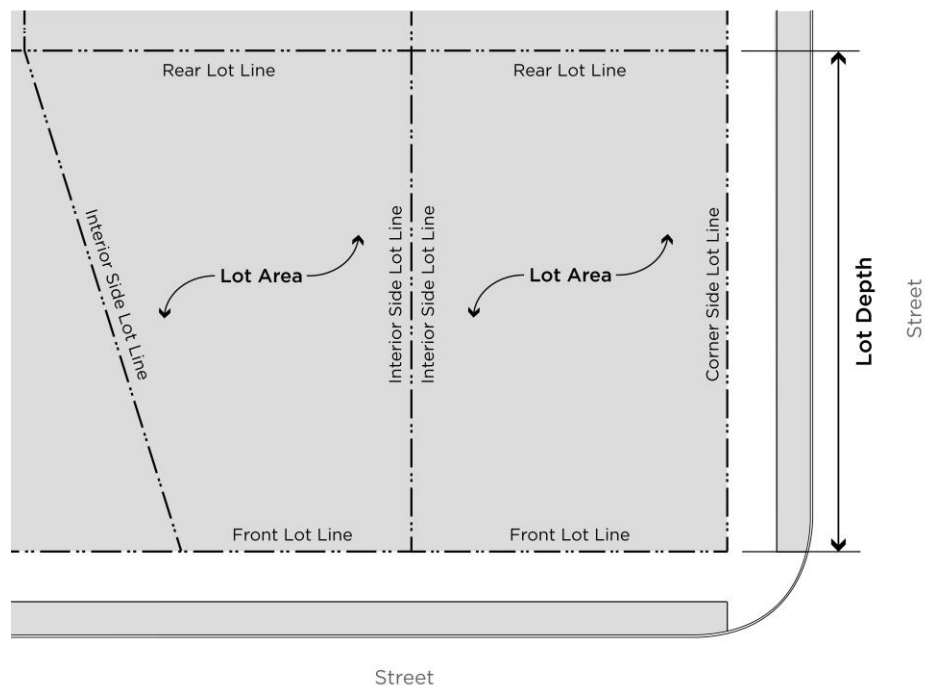 Rear Lot Line
Rear Lot Line
Interior Side Lot Line
Lot Area
Interior Side Lot Line
Interior Side Lot Line
Lot Area
Corner Side Lot Line
Lot Depth
Street
Front Lot Line
Front Lot Line
Street